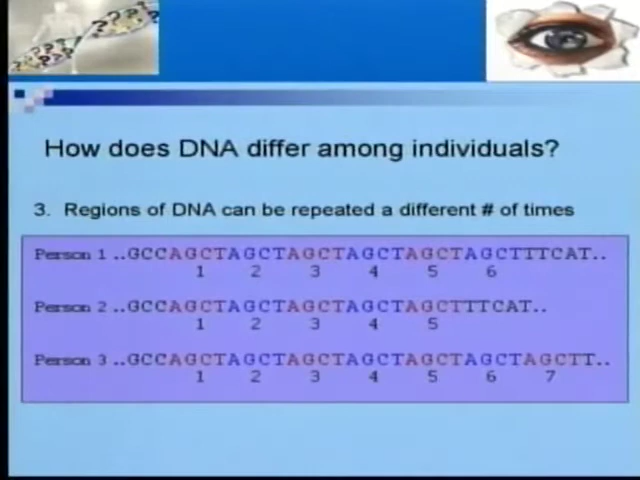 How does DNA differ among individuals?
3. Regions of DNA can be repeated a different # of times
Person 1 ..GCCAGCTAGCTAGCTAGCTAGCTAGCTTTCAT..
1 2 3 4 5 6
Person 2 ..GCCAGCTAGCTAGCTAGCTAGCTTTCAT..
1 2 3 4 5
Person 3 ..GCCAGCTAGCTAGCTAGCTAGCTAGCTAGCTT..
1 2 3 4 5 6 7